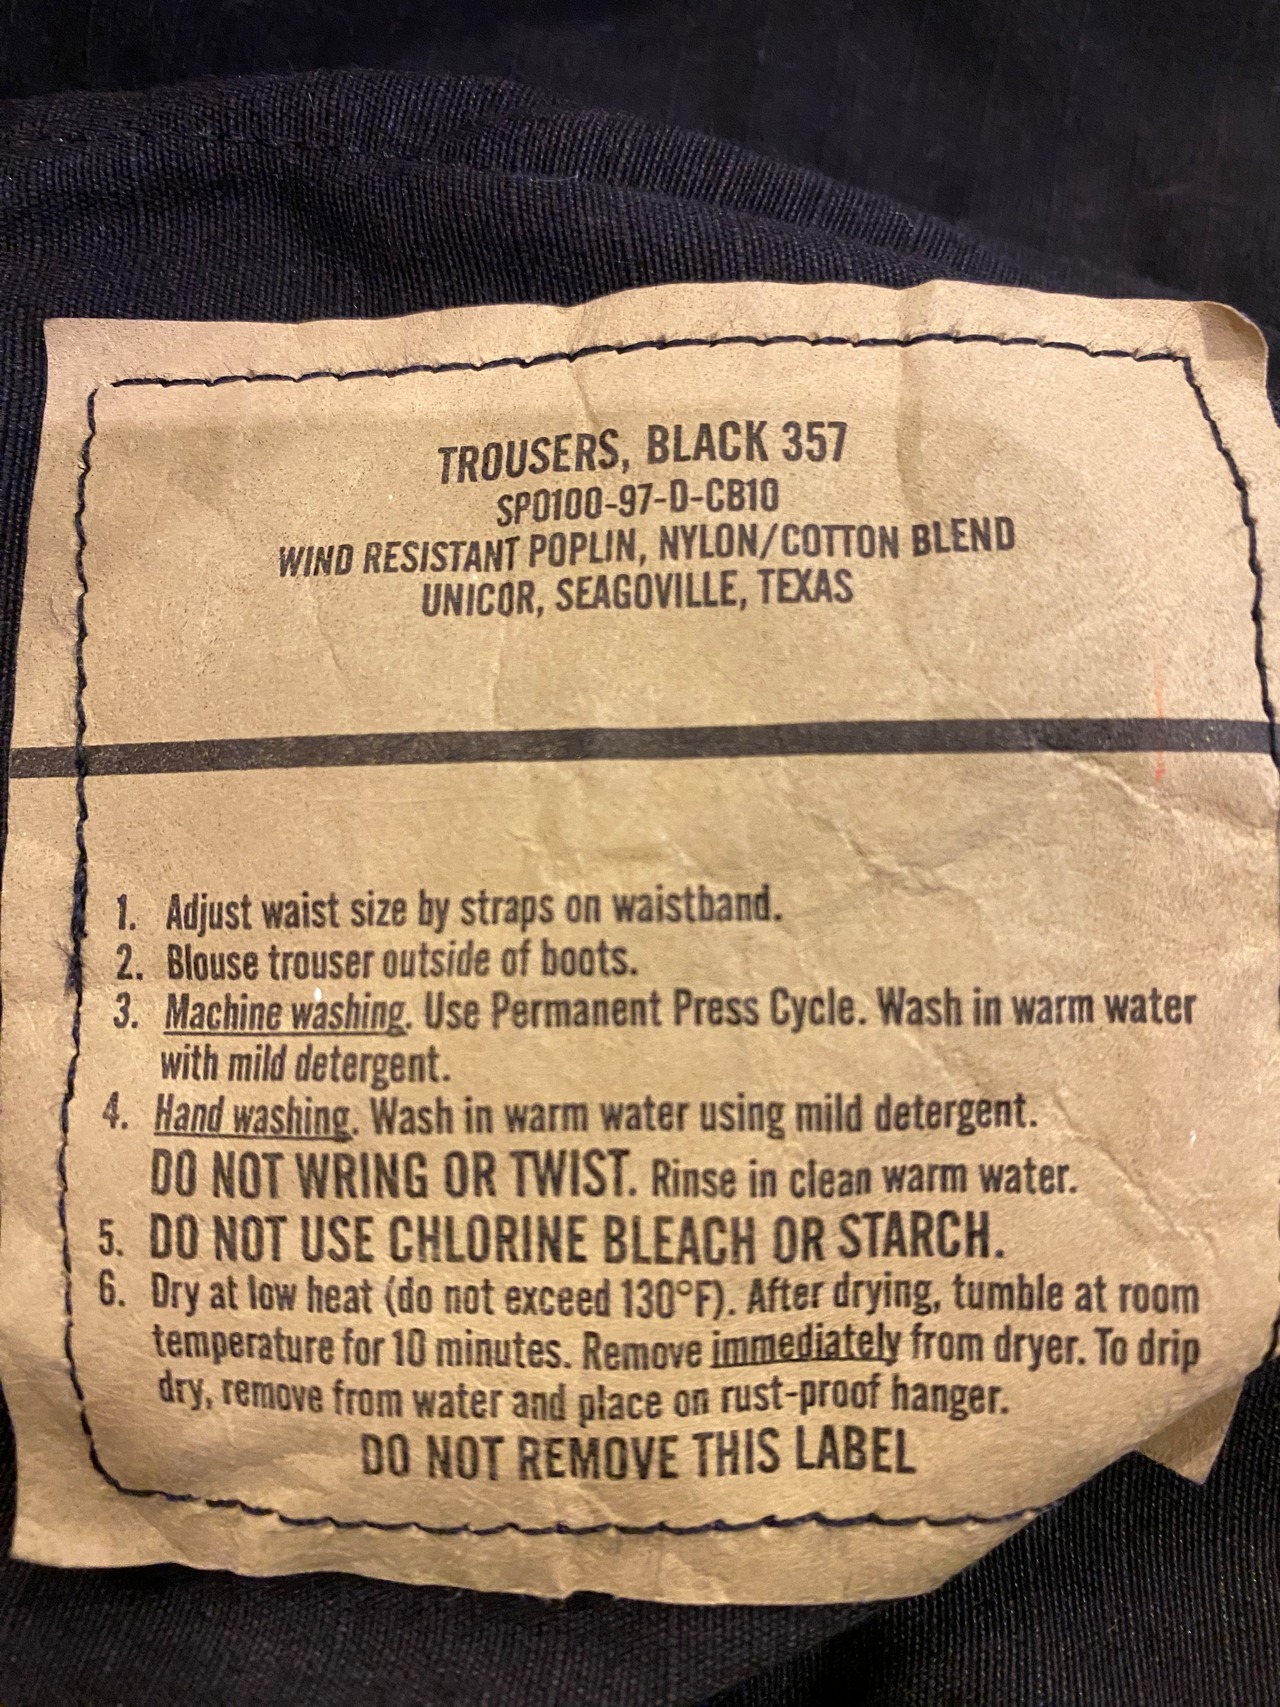 TROUSERS, BLACK 357
SPO100-97-D-CB10
WIND RESISTANT POPLIN, NYLON/COTTON BLEND
UNICOR, SEAGOVILLE, TEXAS
1. Adjust waist size by straps on waistband.
2. Blouse trouser outside of boots.
3. Machine washing. Use Permanent Press Cycle. Wash in warm water
with mild detergent.
4. Hand washing. Wash in warm water using mild detergent.
DO NOT WRING OR TWIST. Rinse in clean warm water.
5. DO NOT USE CHLORINE BLEACH OR STARCH.
6. Dry at low heat (do not exceed 130°F). After drying, tumble at room
temperature for 10 minutes. Remove immediately from dryer. To drip
dry, remove from water and place on rust-proof hanger.
DO NOT REMOVE THIS LABEL